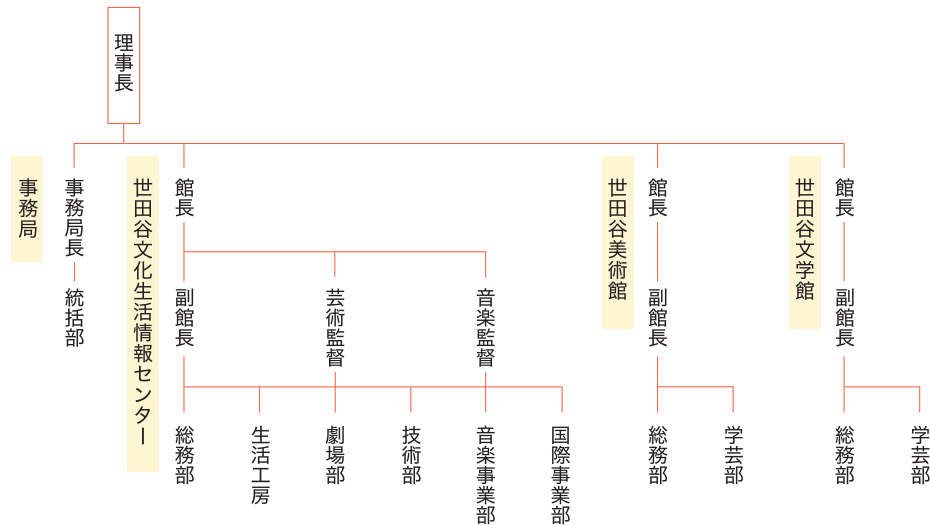 理事長
事務局
事務局長
統括部
世田谷文化生活情報センター
館長
副館長
芸術監督
音楽監督
総務部
生活工房
劇場部
技術部
音楽事業部
国際事業部
世田谷美術館
館長
副館長
総務部
学芸部
世田谷文学館
館長
副館長
総務部
学芸部